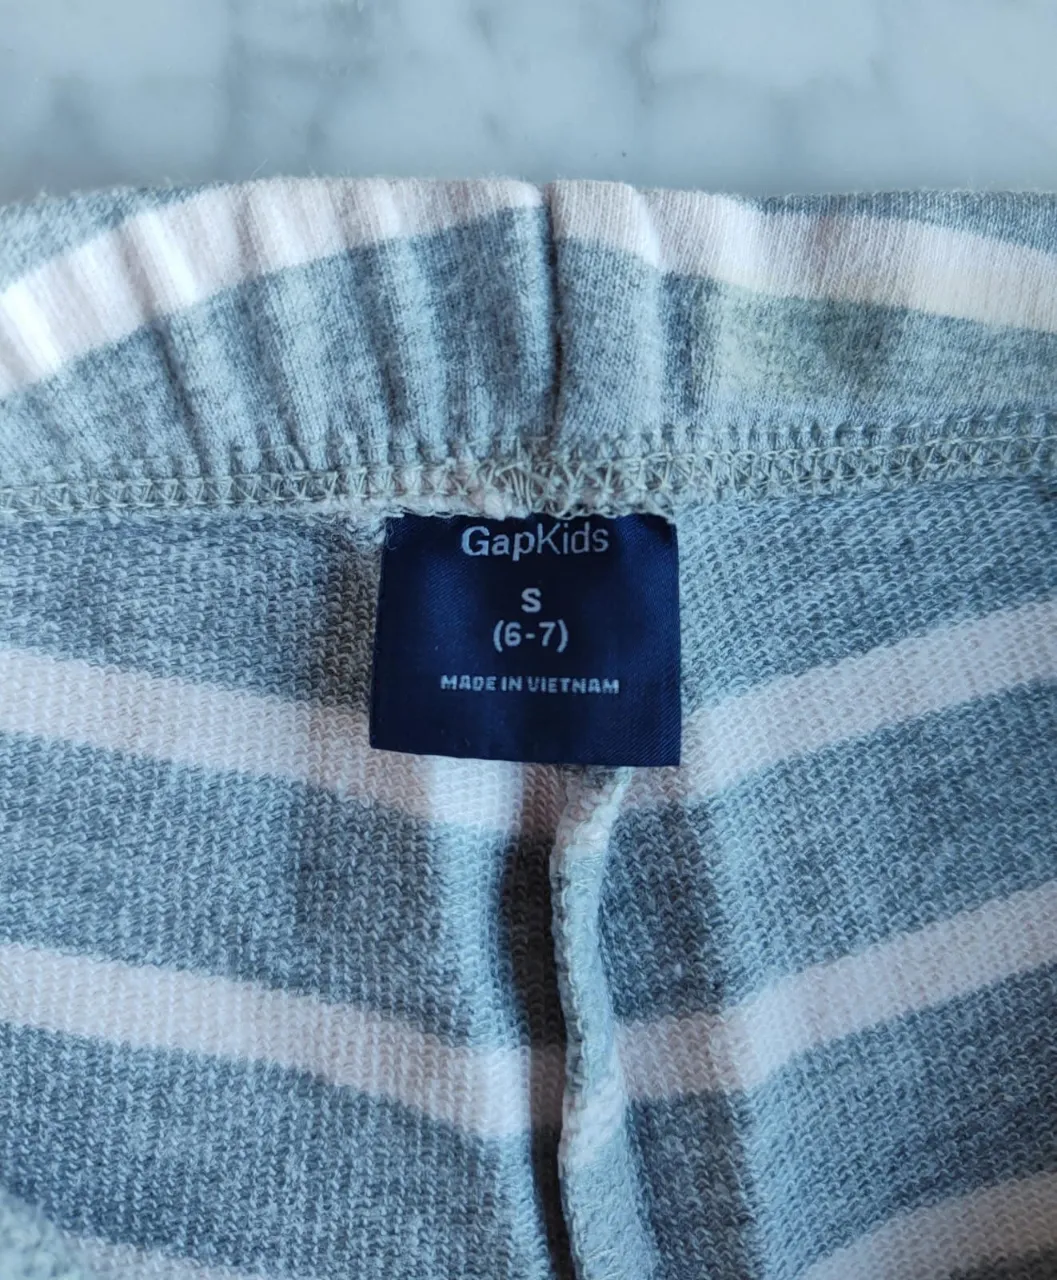 GapKids
S
(6-7)
MADE IN VIETNAM